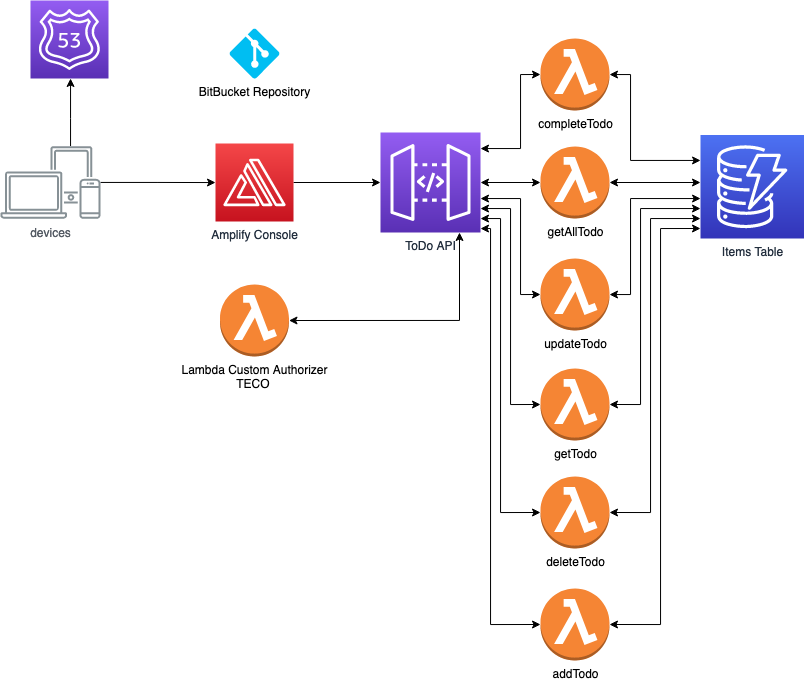 53
BitBucket Repository
completeTodo
</>
devices
Amplify Console
ToDo API
getAllTodo
Items Table
updateTodo
Lambda Custom Authorizer
TECO
getTodo
deleteTodo
addTodo